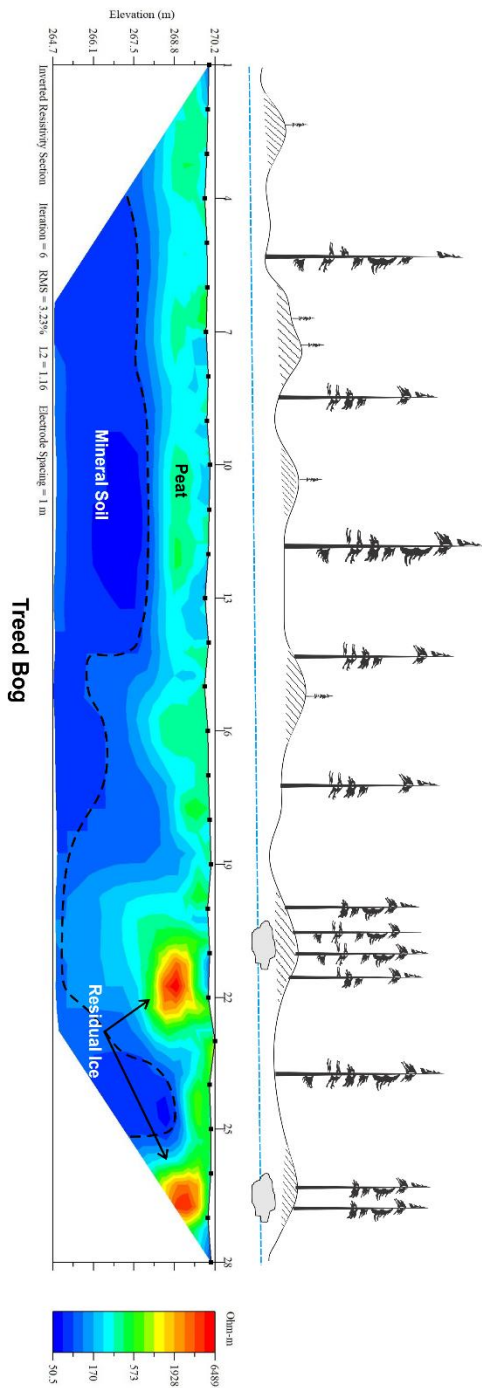 Elevation (m)
270.2
268.8
267.5
266.1
264.7
1
4
7
10
13
16
19
22
25
28
Peat
Mineral Soil
Residual Ice
6489
1928
573
170
50.5
Ohm-m
Inverted Resistivity Section Iteration = 6 RMS = 3.23% L2 = 1.16 Electrode Spacing = 1 m
Treed Bog